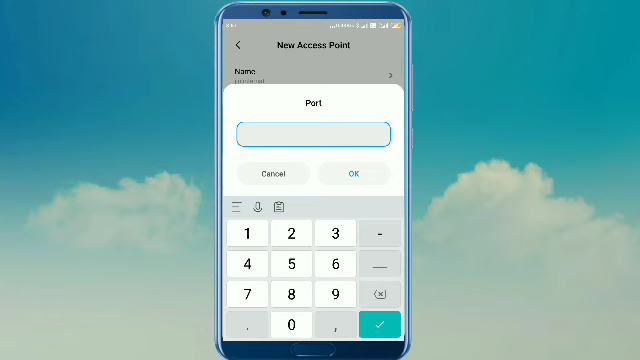 New Access Point
Name
Port
Cancel OK
1 2 3 -
4 5 6
7 8 9
. 0 ,